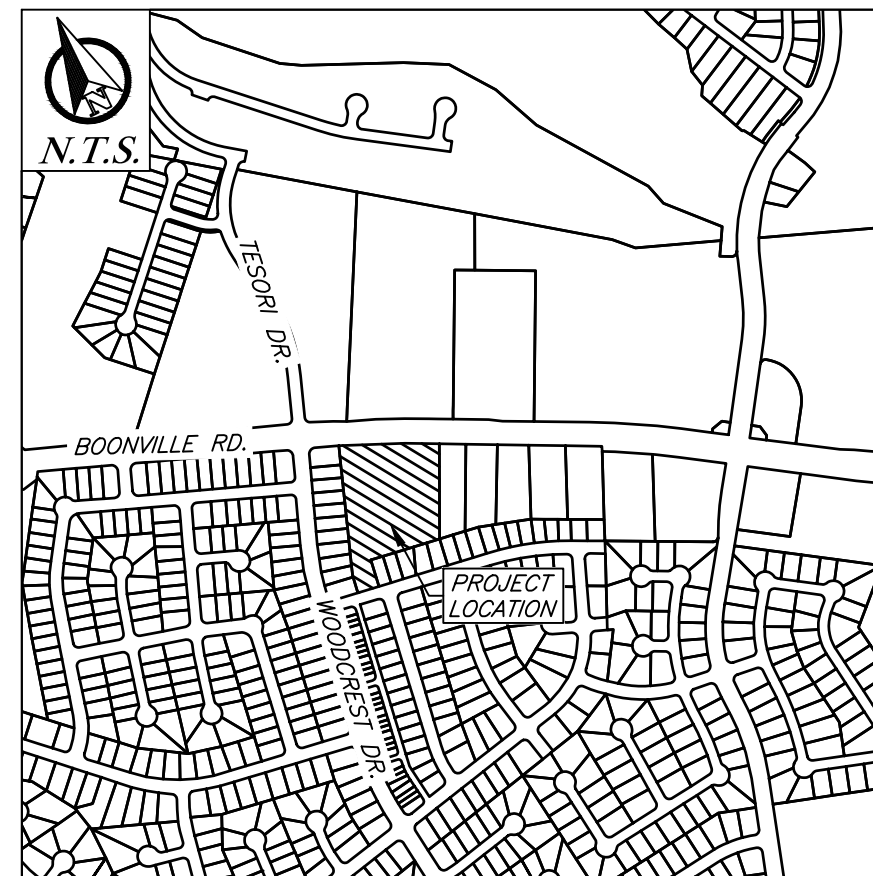 N
N.T.S.
TESORI DR.
BOONVILLE RD.
PROJECT
LOCATION
WOODCREST DR.